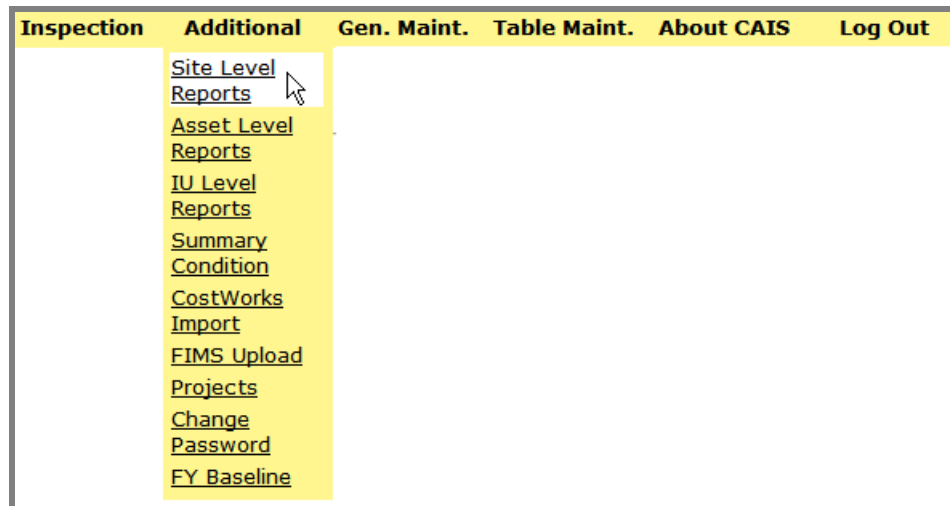 Inspection Additional Gen. Maint. Table Maint. About CAIS Log Out
Site Level
Reports
Asset Level
Reports
IU Level
Reports
Summary
Condition
CostWorks
Import
FIMS Upload
Projects
Change
Password
FY Baseline